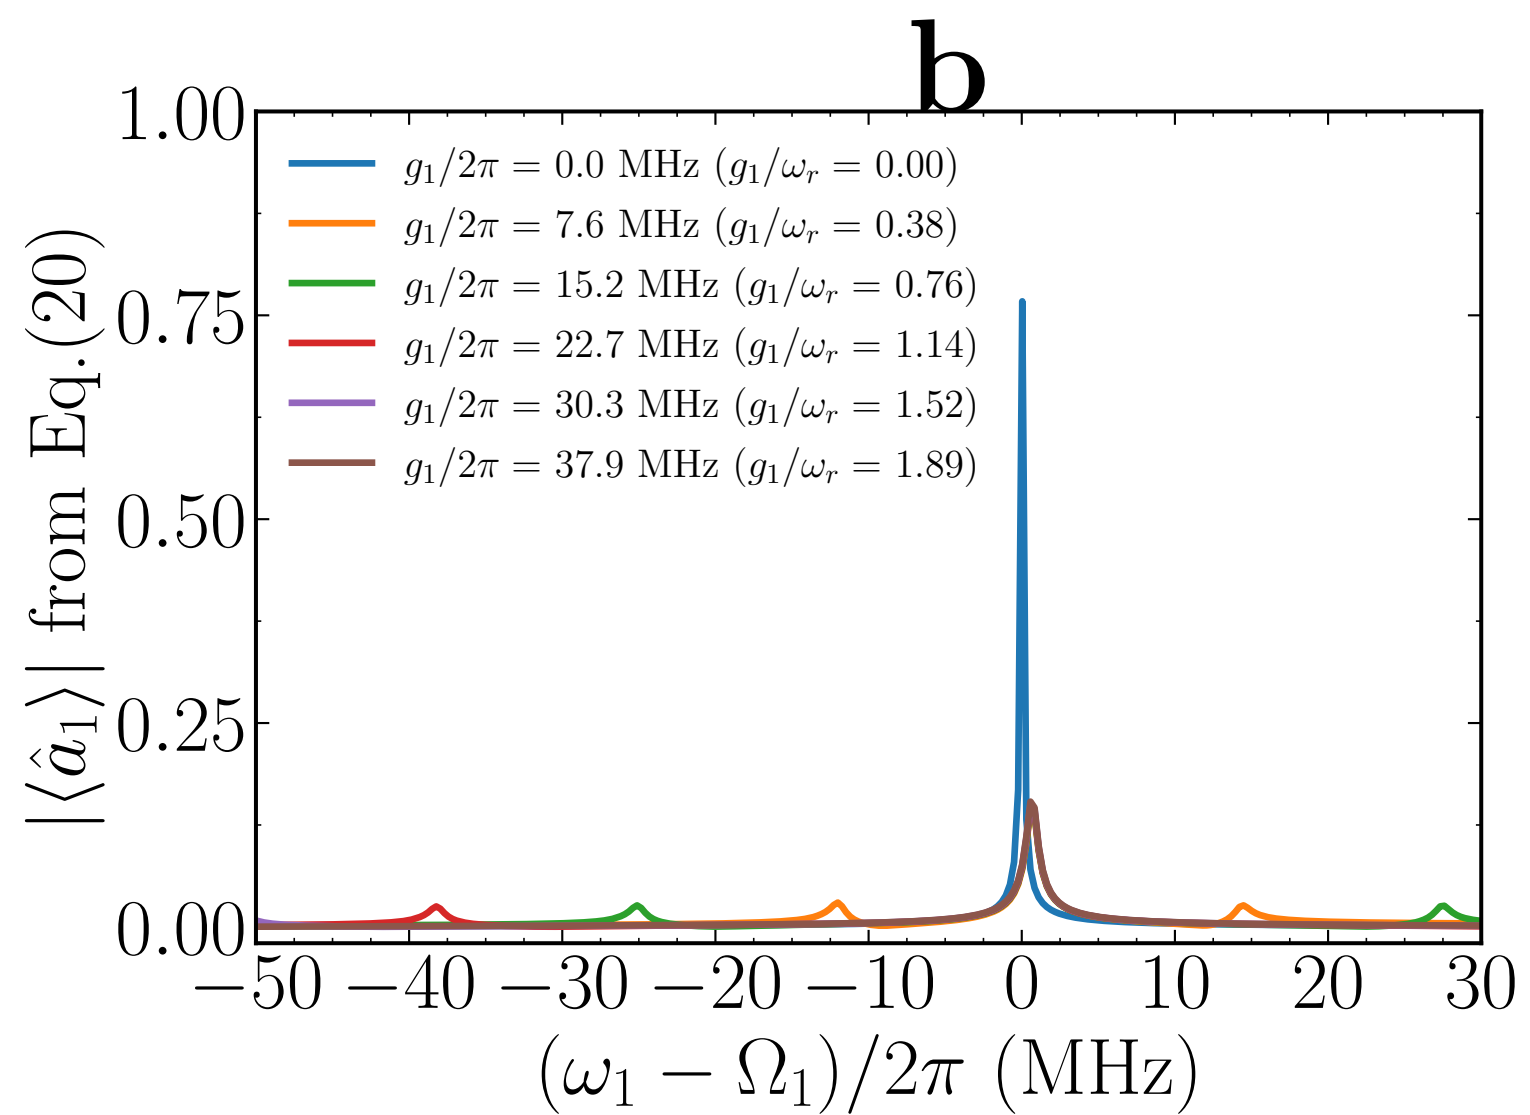 b
1.00
0.75
0.50
0.25
0.00
|⟨â₁⟩| from Eq.(20)
g₁/2π = 0.0 MHz (g₁/ωᵣ = 0.00)
g₁/2π = 7.6 MHz (g₁/ωᵣ = 0.38)
g₁/2π = 15.2 MHz (g₁/ωᵣ = 0.76)
g₁/2π = 22.7 MHz (g₁/ωᵣ = 1.14)
g₁/2π = 30.3 MHz (g₁/ωᵣ = 1.52)
g₁/2π = 37.9 MHz (g₁/ωᵣ = 1.89)
−50 −40 −30 −20 −10 0 10 20 30
(ω₁ − Ω₁)/2π (MHz)